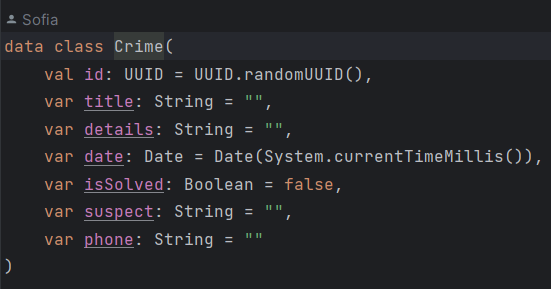 Sofia
data class Crime(
    val id: UUID = UUID.randomUUID(),
    var title: String = "",
    var details: String = "",
    var date: Date = Date(System.currentTimeMillis()),
    var isSolved: Boolean = false,
    var suspect: String = "",
    var phone: String = ""
)